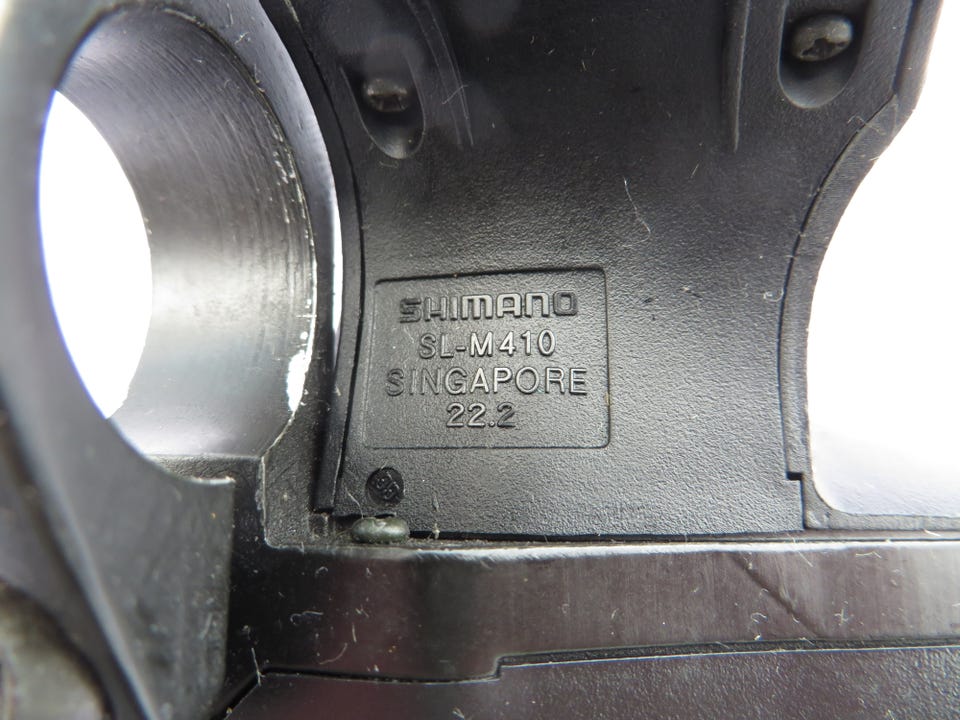 SHIMANO
SL-M410
SINGAPORE
22.2